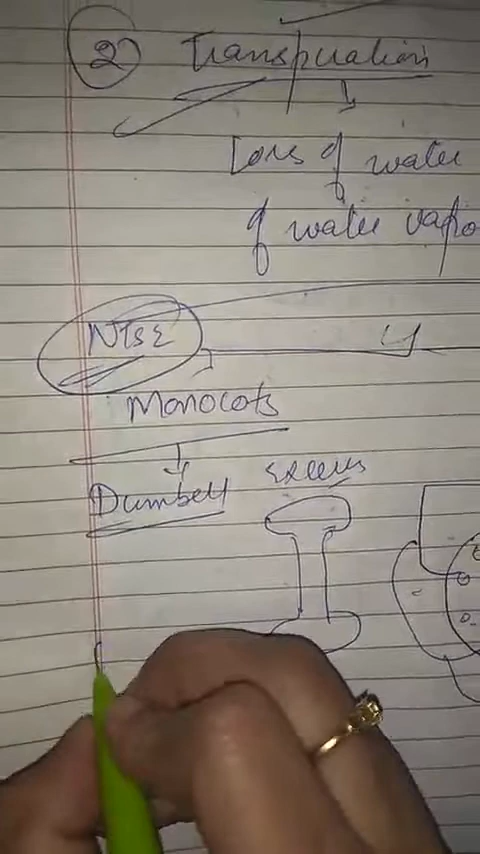 2 Transpiration
Loss of water
of water vapo
NTSE
Monocots
Dumbell